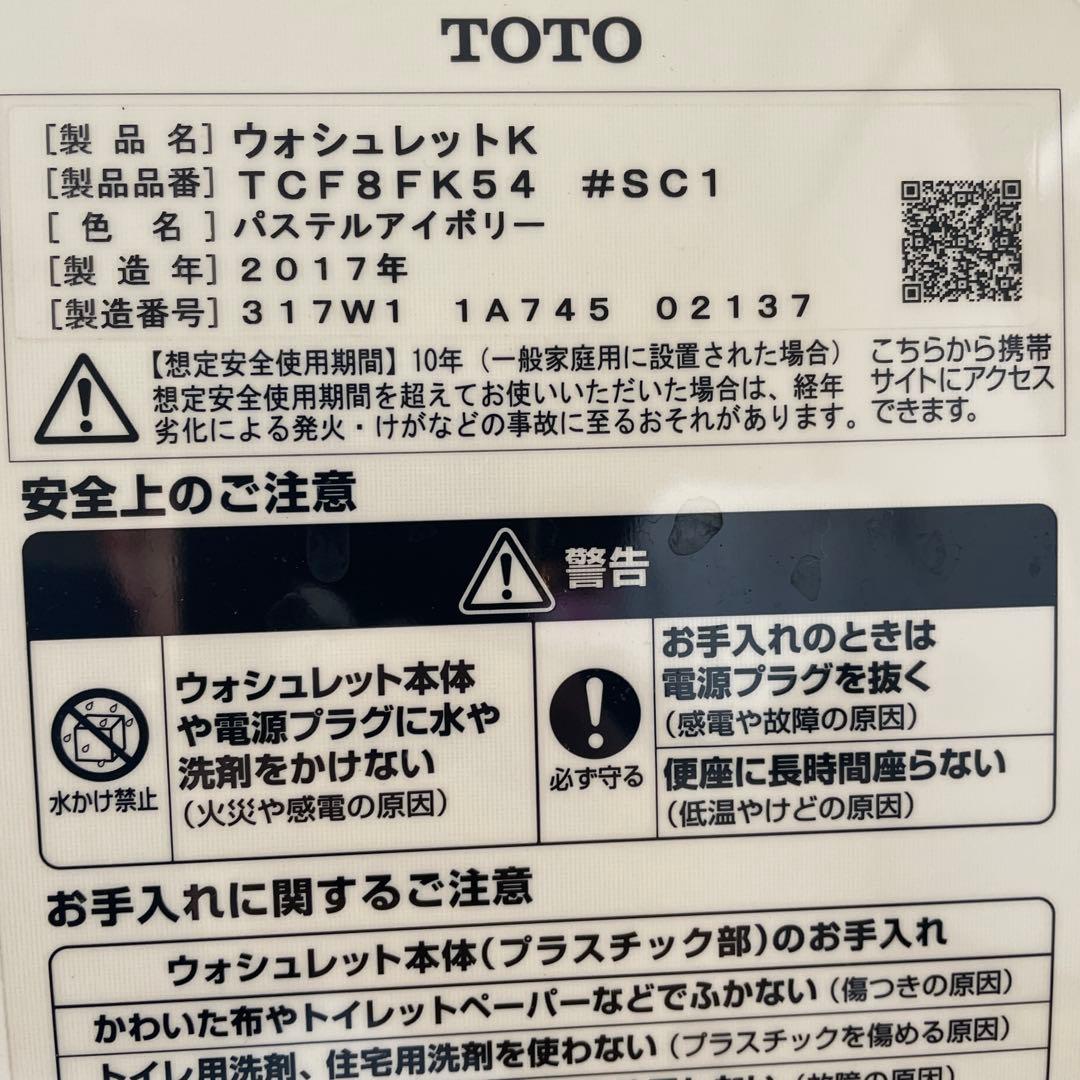 TOTO
[製品名] ウォシュレットK
[製品品番] TCF8FK54 #SC1
[色名] パステルアイボリー
[製造年] 2017年
[製造番号] 317W1 1A745 02137
【想定安全使用期間】10年（一般家庭用に設置された場合）
想定安全使用期間を超えてお使いいただいた場合は、経年
劣化による発火・けがなどの事故に至るおそれがあります。
こちらから携帯
サイトにアクセス
できます。
安全上のご注意
警告
水かけ禁止
ウォシュレット本体
や電源プラグに水や
洗剤をかけない
（火災や感電の原因）
必ず守る
お手入れのときは
電源プラグを抜く
（感電や故障の原因）
便座に長時間座らない
（低温やけどの原因）
お手入れに関するご注意
ウォシュレット本体（プラスチック部）のお手入れ
かわいた布やトイレットペーパーなどでふかない（傷つきの原因）
トイレ用洗剤、住宅用洗剤を使わない（プラスチックを傷める原因）
（故障の原因）